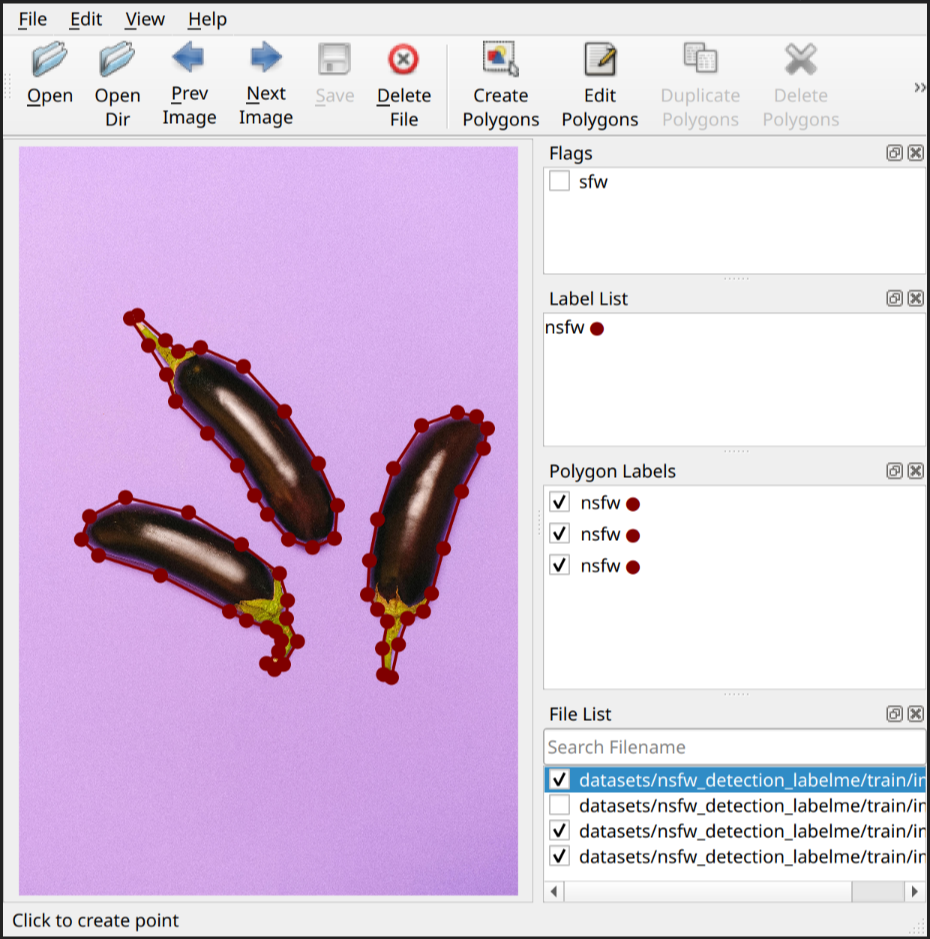 File Edit View Help
Open
Open Dir
Prev Image
Next Image
Save
Delete File
Create Polygons
Edit Polygons
Duplicate Polygons
Delete Polygons
»
Flags
sfw
Label List
nsfw
Polygon Labels
nsfw
nsfw
nsfw
File List
Search Filename
datasets/nsfw_detection_labelme/train/in
datasets/nsfw_detection_labelme/train/in
datasets/nsfw_detection_labelme/train/in
datasets/nsfw_detection_labelme/train/in
Click to create point